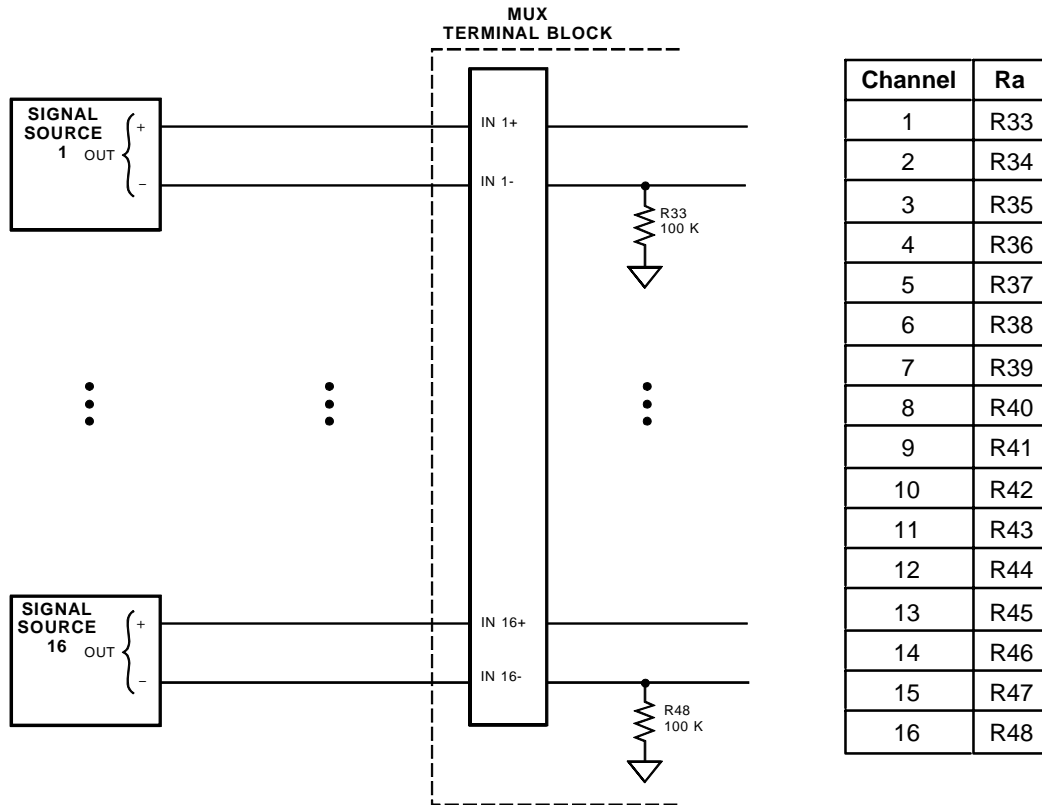 MUX
TERMINAL BLOCK
SIGNAL
SOURCE
1 OUT
+
−
IN 1+
IN 1-
R33
100 K
SIGNAL
SOURCE
16 OUT
+
−
IN 16+
IN 16-
R48
100 K
Channel Ra
1 R33
2 R34
3 R35
4 R36
5 R37
6 R38
7 R39
8 R40
9 R41
10 R42
11 R43
12 R44
13 R45
14 R46
15 R47
16 R48